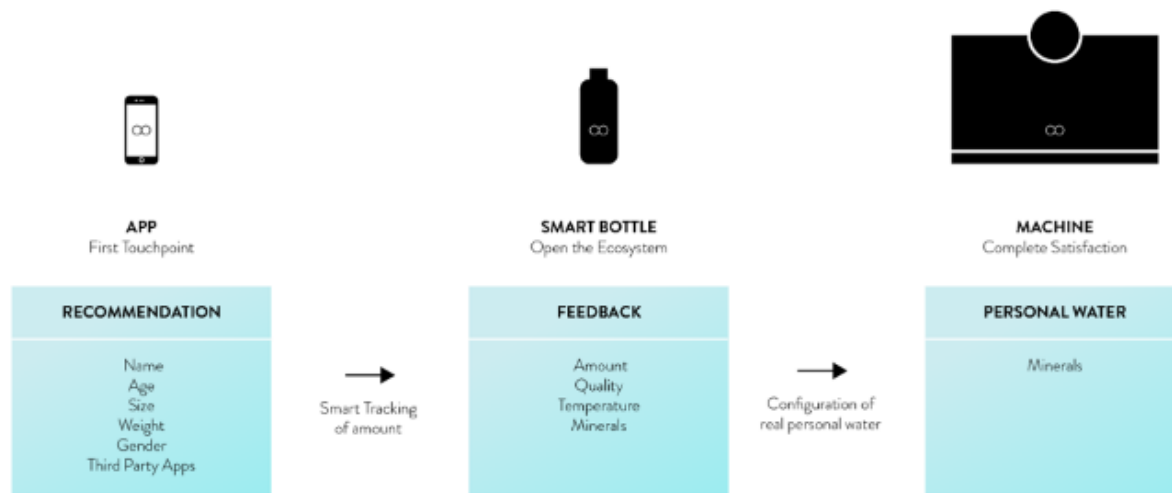 APP
First Touchpoint
SMART BOTTLE
Open the Ecosystem
MACHINE
Complete Satisfaction
RECOMMENDATION
Name
Age
Size
Weight
Gender
Third Party Apps
Smart Tracking
of amount
FEEDBACK
Amount
Quality
Temperature
Minerals
Configuration of
real personal water
PERSONAL WATER
Minerals